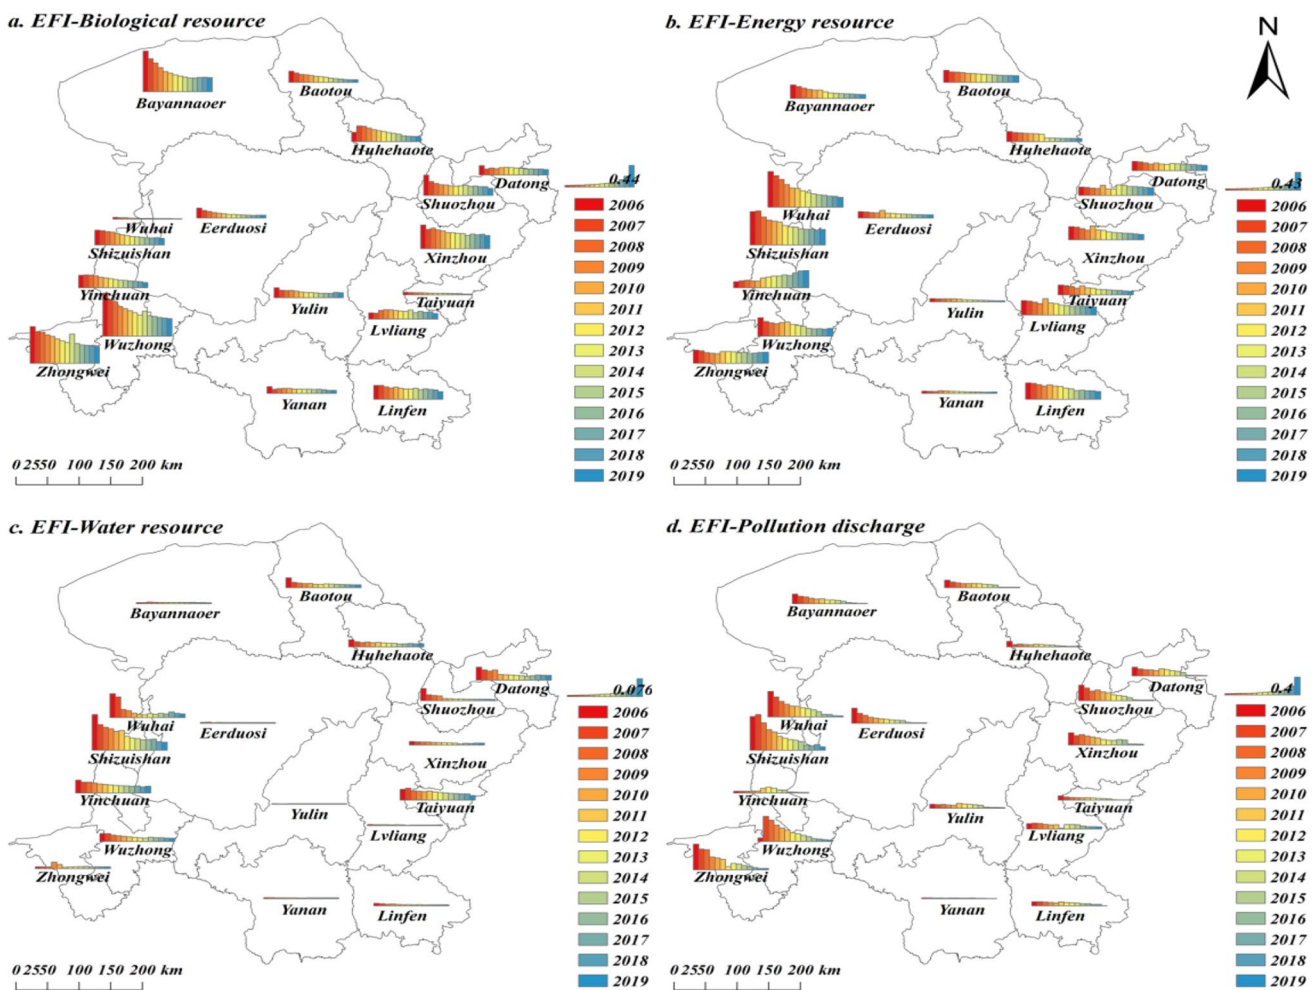 a. EFI-Biological resource
Bayannaoer
Baotou
Huhehaote
Datong
Shuozhou
Wuhai
Eerduosi
Shizuishan
Xinzhou
Yinchuan
Yulin
Taiyuan
Lvliang
Wuzhong
Zhongwei
Yanan
Linfen
0.44
2006
2007
2008
2009
2010
2011
2012
2013
2014
2015
2016
2017
2018
2019
0 2550 100 150 200 km
b. EFI-Energy resource
N
Bayannaoer
Baotou
Huhehaote
Datong
Shuozhou
Wuhai
Eerduosi
Shizuishan
Xinzhou
Yinchuan
Yulin
Taiyuan
Lvliang
Wuzhong
Zhongwei
Yanan
Linfen
0.43
2006
2007
2008
2009
2010
2011
2012
2013
2014
2015
2016
2017
2018
2019
0 2550 100 150 200 km
c. EFI-Water resource
Bayannaoer
Baotou
Huhehaote
Datong
Shuozhou
Wuhai
Eerduosi
Shizuishan
Xinzhou
Yinchuan
Yulin
Taiyuan
Lvliang
Wuzhong
Zhongwei
Yanan
Linfen
0.076
2006
2007
2008
2009
2010
2011
2012
2013
2014
2015
2016
2017
2018
2019
0 2550 100 150 200 km
d. EFI-Pollution discharge
Bayannaoer
Baotou
Huhehaote
Datong
Shuozhou
Wuhai
Eerduosi
Shizuishan
Xinzhou
Yinchuan
Yulin
Taiyuan
Lvliang
Wuzhong
Zhongwei
Yanan
Linfen
0.4
2006
2007
2008
2009
2010
2011
2012
2013
2014
2015
2016
2017
2018
2019
0 2550 100 150 200 km